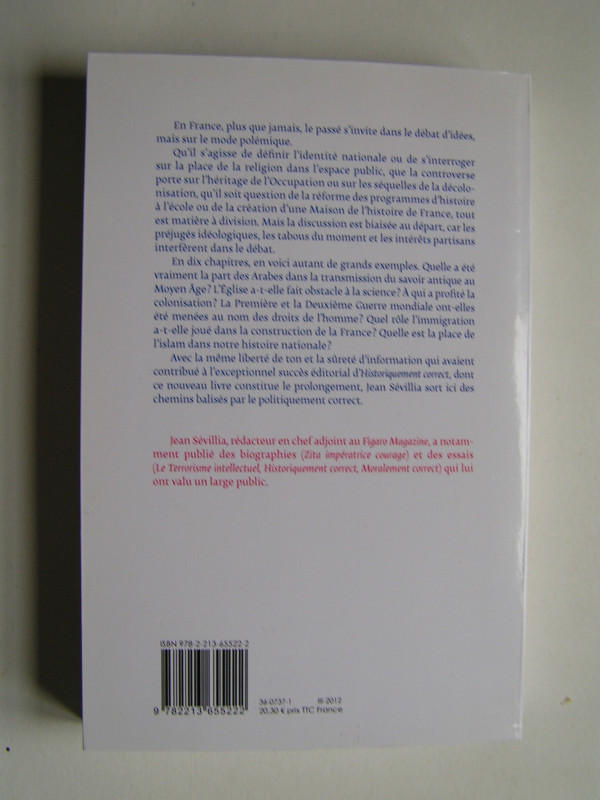 En France, plus que jamais, le passé s'invite dans le débat d'idées,
mais sur le mode polémique.
Qu'il s'agisse de définir l'identité nationale ou de s'interroger
sur la place de la religion dans l'espace public, que la controverse
porte sur l'héritage de l'Occupation ou sur les séquelles de la décolo-
nisation, qu'il soit question de la réforme des programmes d'histoire
à l'école ou de la création d'une Maison de l'histoire de France, tout
est matière à division. Mais la discussion est biaisée au départ, car les
préjugés idéologiques, les tabous du moment et les intérêts partisans
interfèrent dans le débat.
En dix chapitres, en voici autant de grands exemples. Quelle a été
vraiment la part des Arabes dans la transmission du savoir antique au
Moyen Âge? L'Église a-t-elle fait obstacle à la science? À qui a profité la
colonisation? La Première et la Deuxième Guerre mondiale ont-elles
été menées au nom des droits de l'homme? Quel rôle l'immigration
a-t-elle joué dans la construction de la France? Quelle est la place de
l'islam dans notre histoire nationale?
Avec la même liberté de ton et la sûreté d'information qui avaient
contribué à l'exceptionnel succès éditorial d'Historiquement correct, dont
ce nouveau livre constitue le prolongement, Jean Sévillia sort ici des
chemins balisés par le politiquement correct.
Jean Sévillia, rédacteur en chef adjoint au Figaro Magazine, a notam-
ment publié des biographies (Zita impératrice courage) et des essais
(Le Terrorisme intellectuel, Historiquement correct, Moralement correct) qui lui
ont valu un large public.
ISBN 978-2-213-65522-2
9 782213 655222
36.0737-1 III-2012
20,30 € prix TTC France